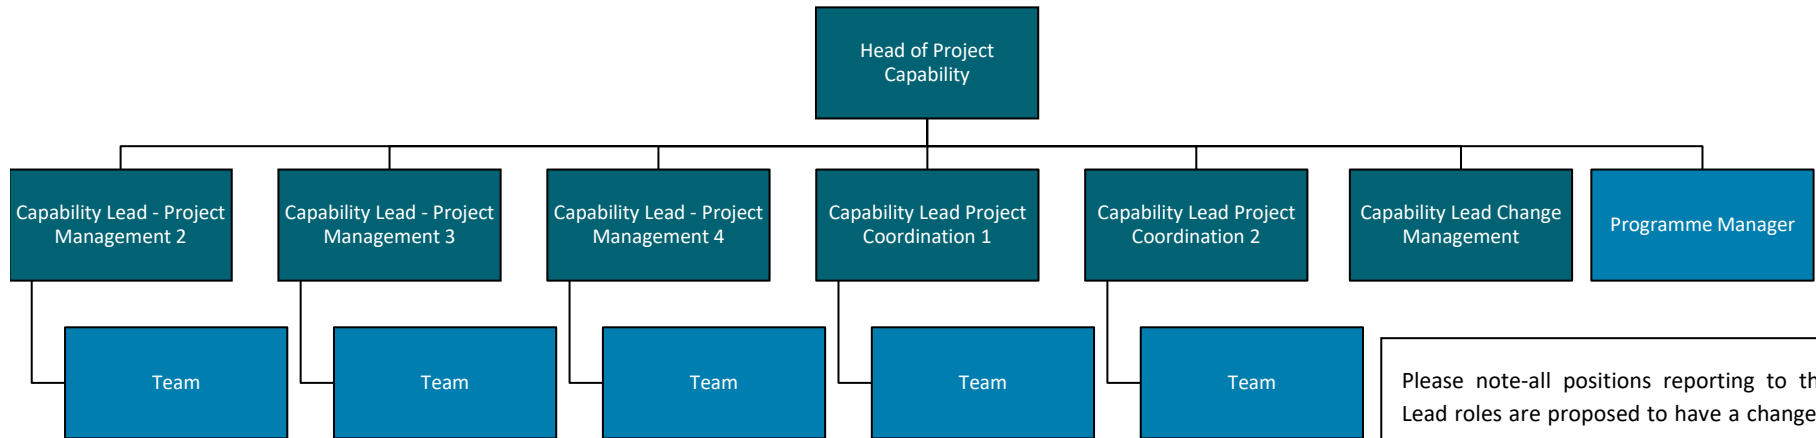 Head of Project
Capability
Capability Lead - Project
Management 2
Capability Lead - Project
Management 3
Capability Lead - Project
Management 4
Capability Lead Project
Coordination 1
Capability Lead Project
Coordination 2
Capability Lead Change
Management
Programme Manager
Team
Team
Team
Team
Team
Please note-all positions reporting to
Lead roles are proposed to have a change